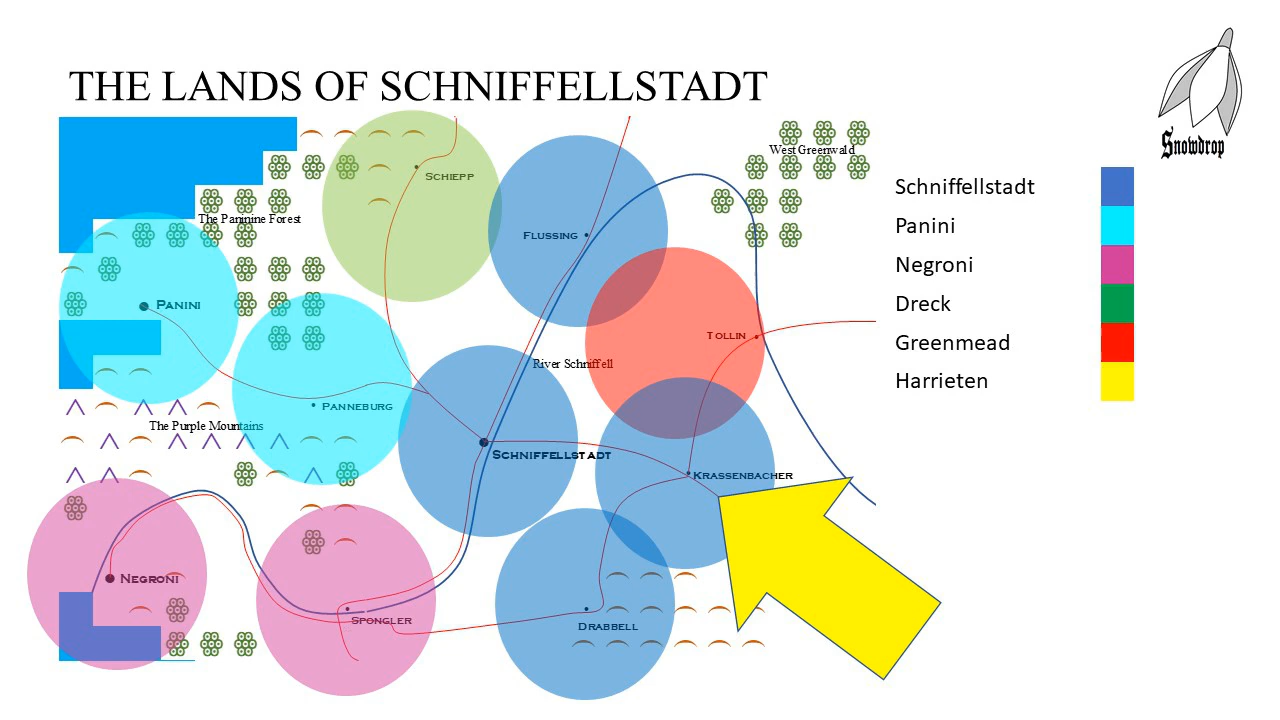 THE LANDS OF SCHNIFFELLSTADT
Snowdrop
West Greenwald
Schiepp
The Paninine Forest
Flussing
Panini
Tollin
River Schniffell
Panneburg
The Purple Mountains
Schniffellstadt
Krassenbacher
Negroni
Spongler
Drabbell
Schniffellstadt
Panini
Negroni
Dreck
Greenmead
Harrieten